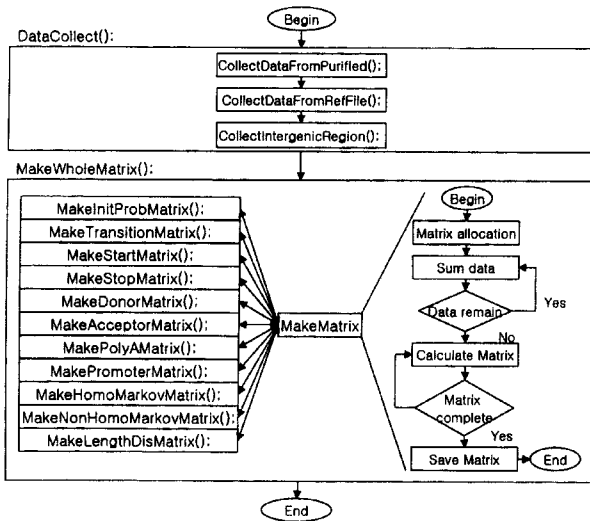 Begin
DataCollect():
CollectDataFromPurified():
CollectDataFromRefFile():
CollectIntergenicRegion():
MakeWholeMatrix():
MakeInitProbMatrix():
MakeTransitionMatrix():
MakeStartMatrix():
MakeStopMatrix():
MakeDonorMatrix():
MakeAcceptorMatrix():
MakePolyAMatrix():
MakePromoterMatrix():
MakeHomoMarkovMatrix():
MakeNonHomoMarkovMatrix():
MakeLengthDisMatrix():
MakeMatrix
Begin
Matrix allocation
Sum data
Data remain
Yes
No
Calculate Matrix
Matrix
complete
Yes
Save Matrix
End
End